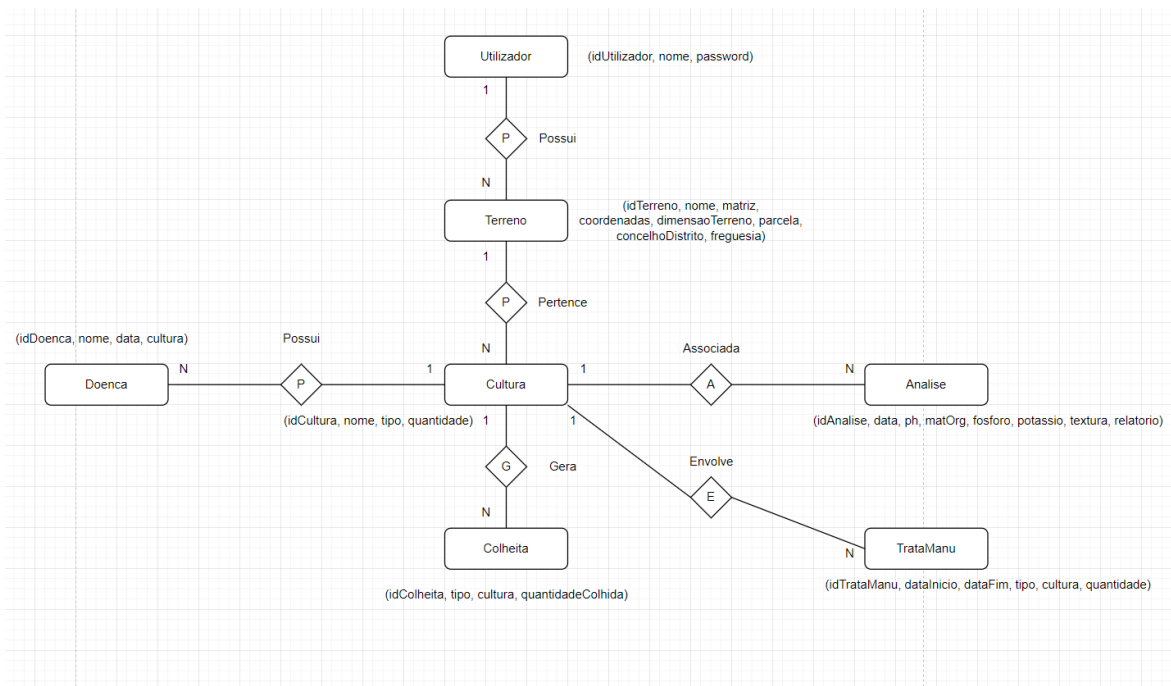 Utilizador
(idUtilizador, nome, password)
1
P
Possui
N
Terreno
(idTerreno, nome, matriz,
coordenadas, dimensaoTerreno, parcela,
concelhoDistrito, freguesia)
1
P
Pertence
N
(idDoenca, nome, data, cultura)
Possui
Associada
Doenca
N
P
1
Cultura
1
A
N
Analise
(idCultura, nome, tipo, quantidade)
1
1
(idAnalise, data, ph, matOrg, fosforo, potassio, textura, relatorio)
G
Gera
Envolve
E
N
Colheita
N
TrataManu
(idColheita, tipo, cultura, quantidadeColhida)
(idTrataManu, dataInicio, dataFim, tipo, cultura, quantidade)